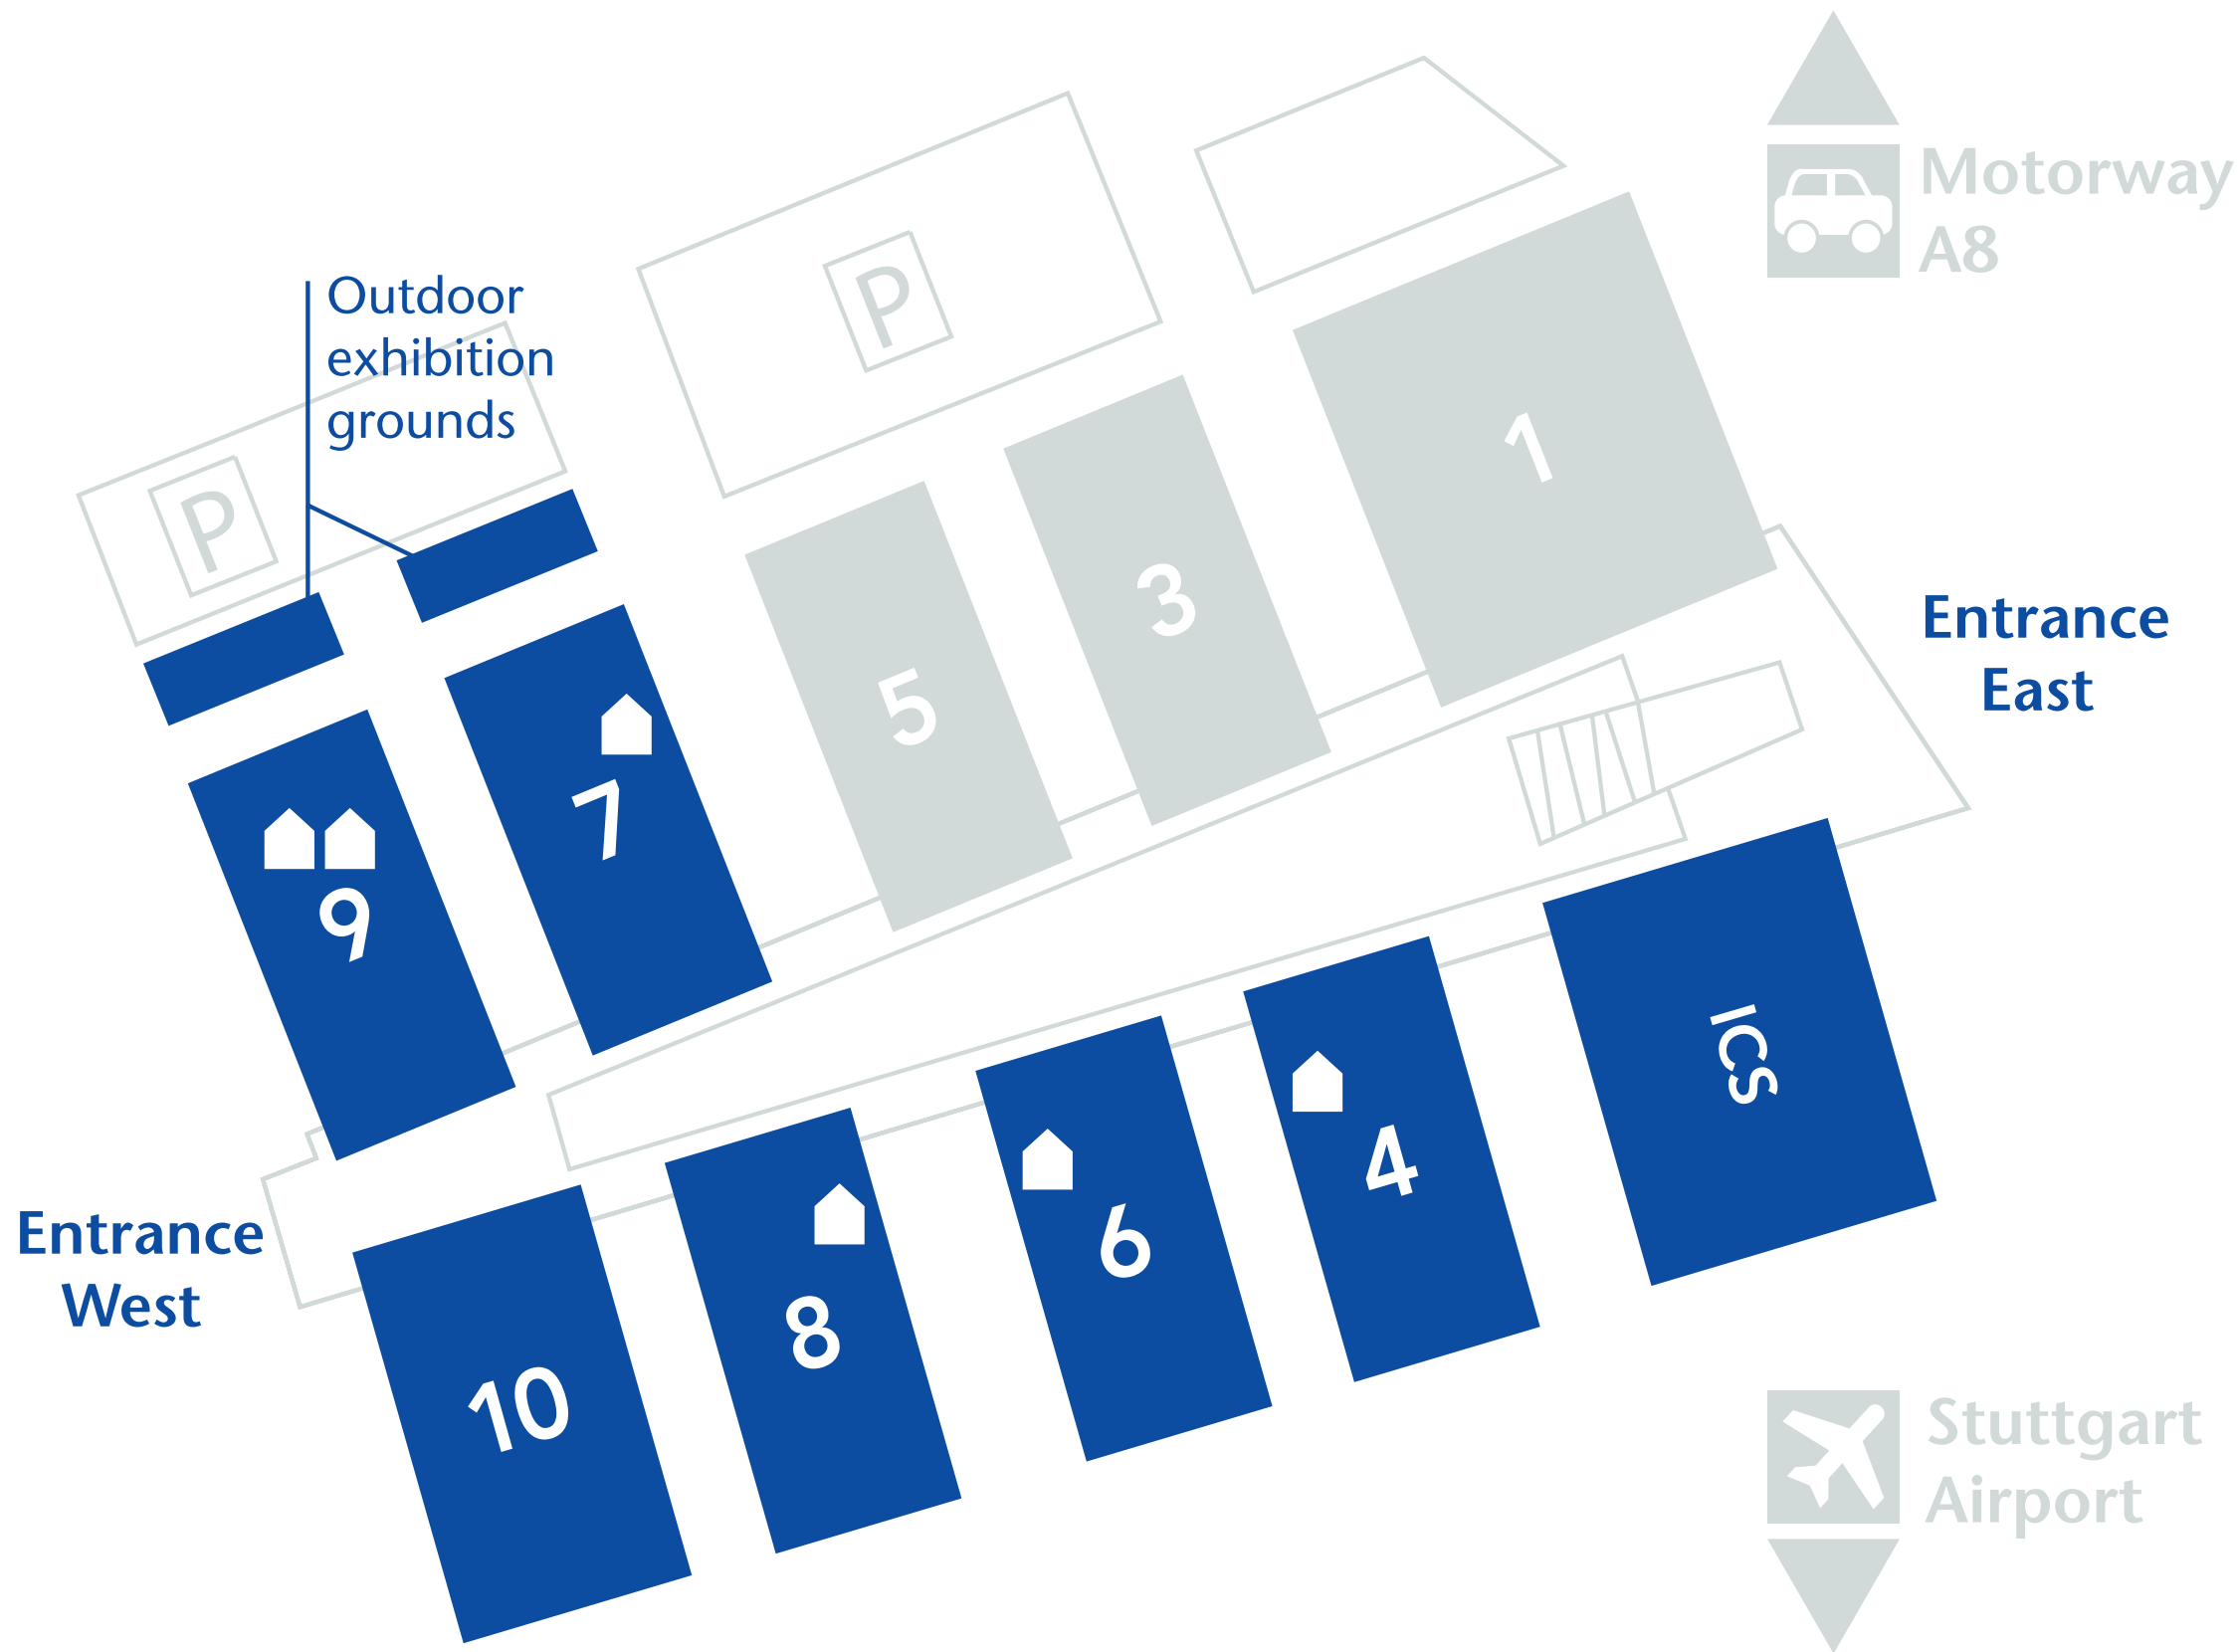 Motorway
A8
Outdoor
exhibition
grounds
P
P
1
3
5
7
9
Entrance
East
ICS
4
6
8
10
Entrance
West
Stuttgart
Airport